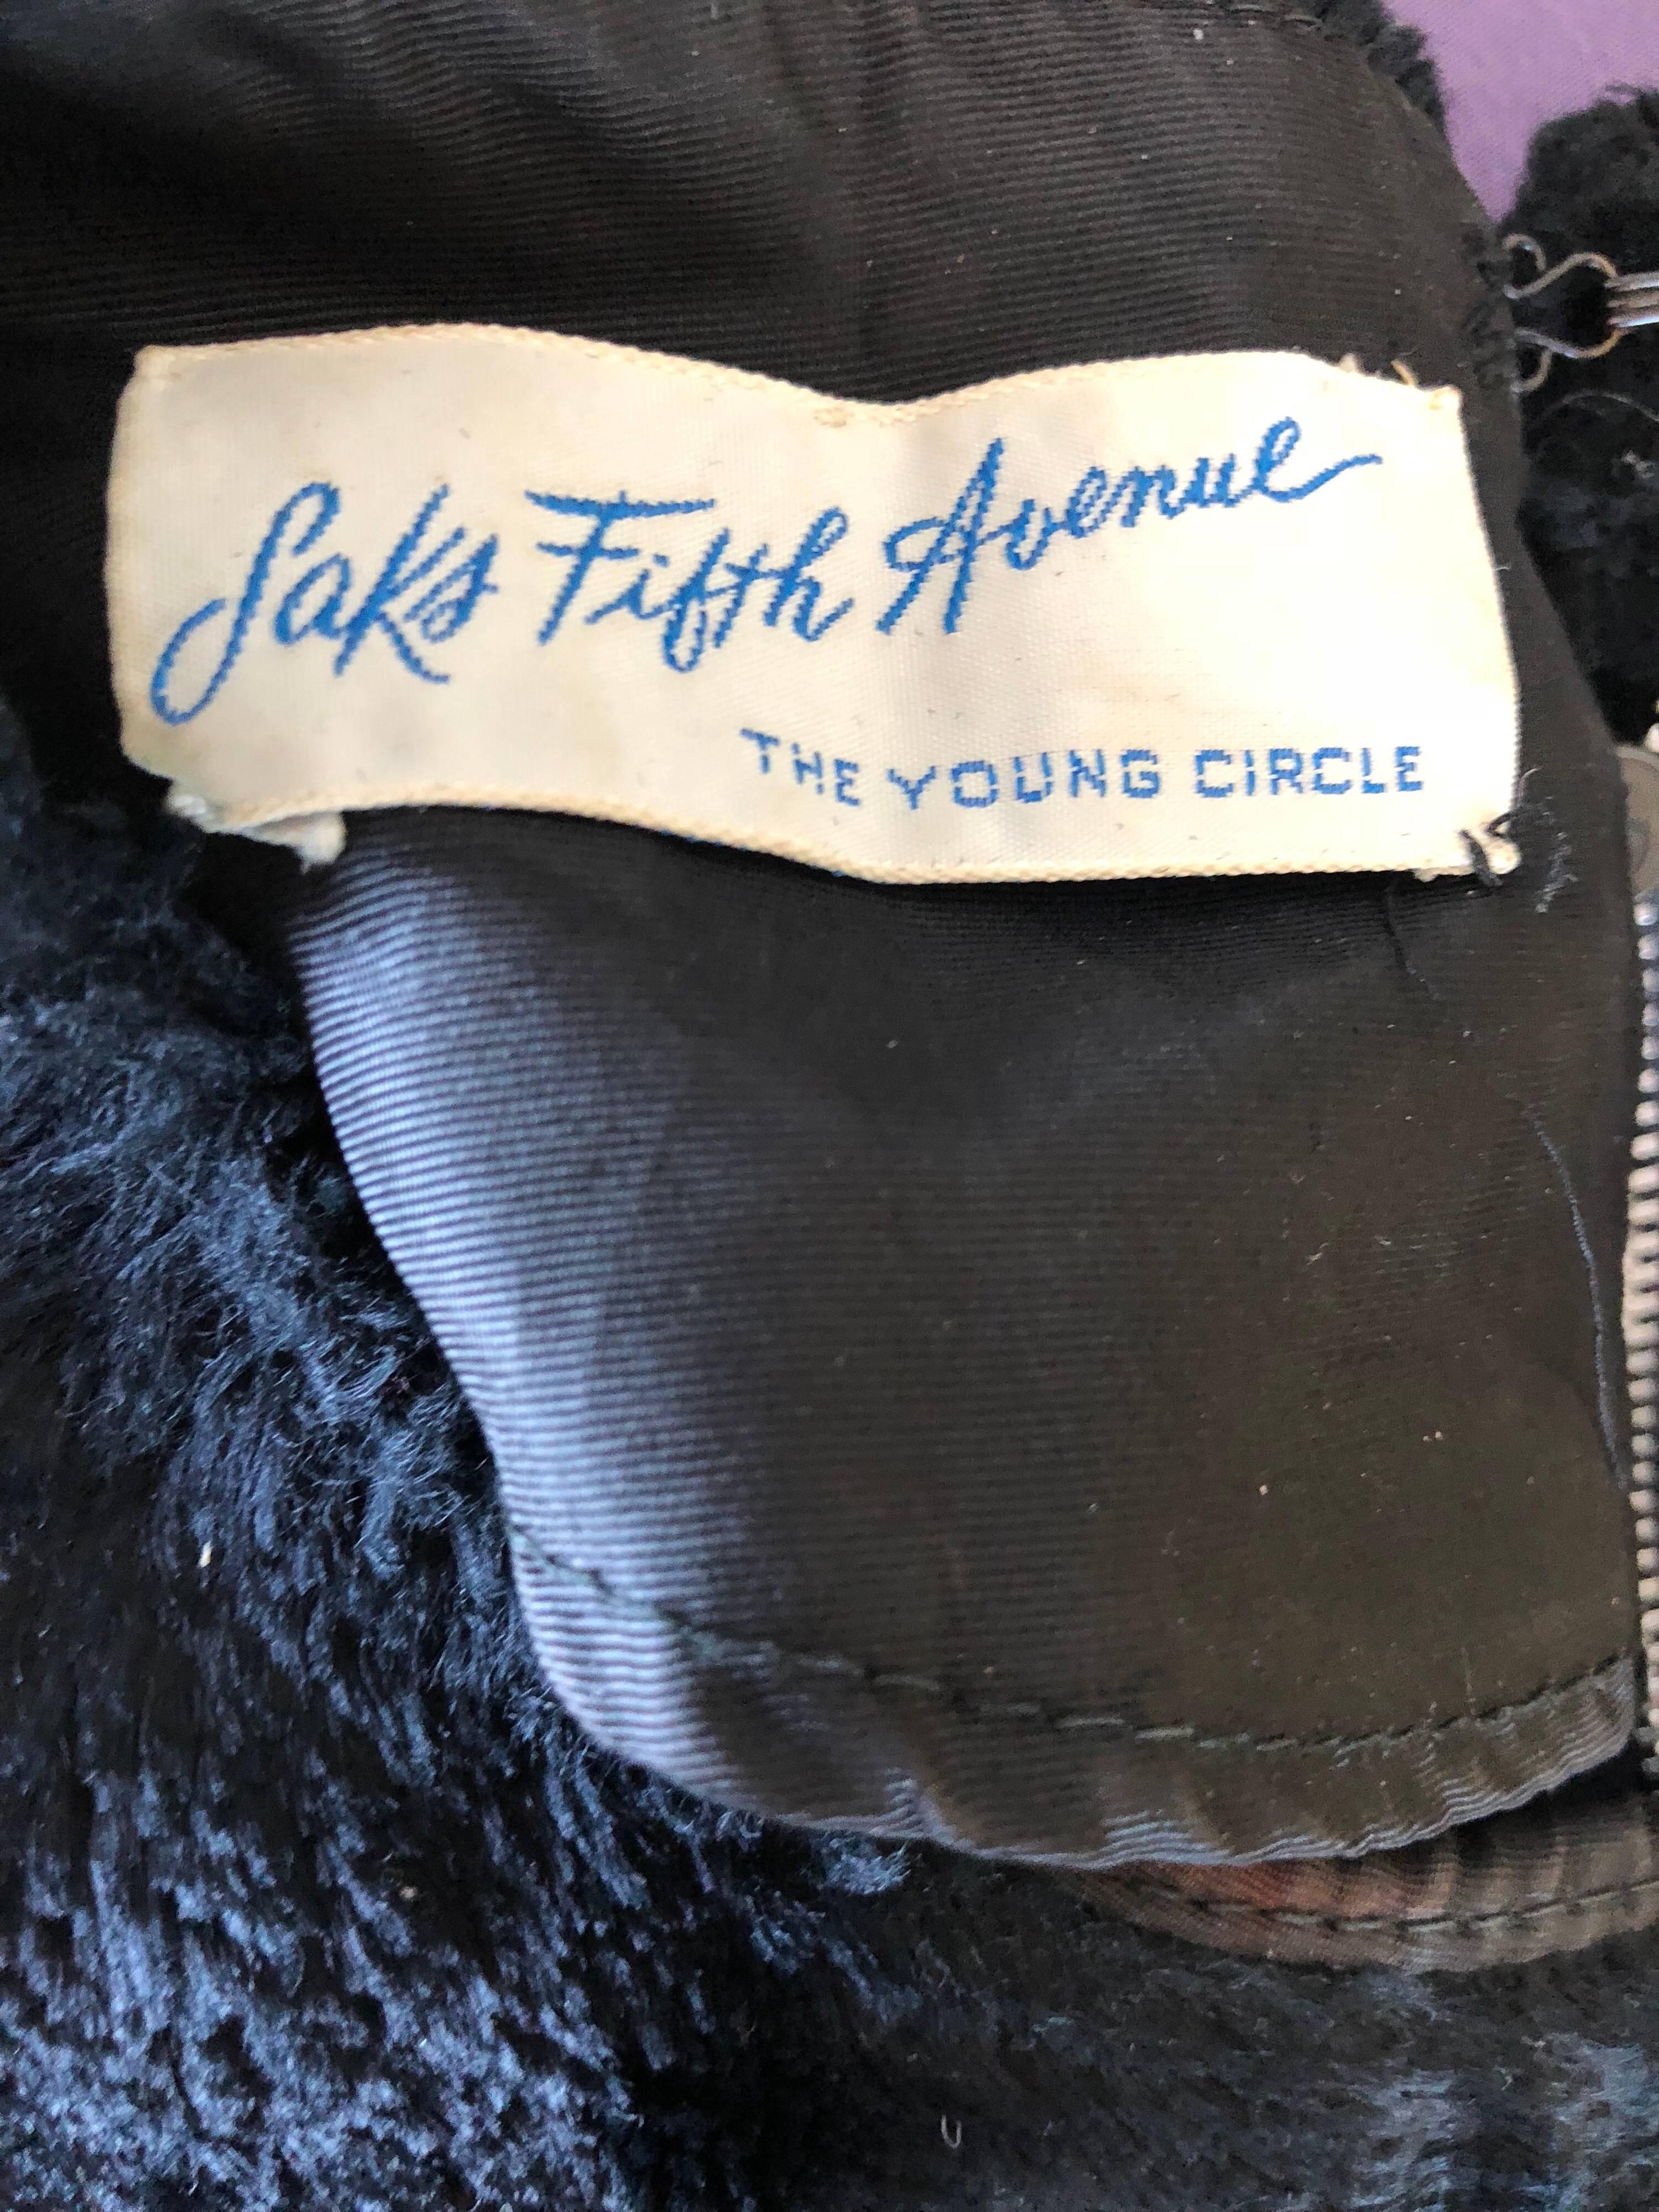 Saks Fifth Avenue
THE YOUNG CIRCLE